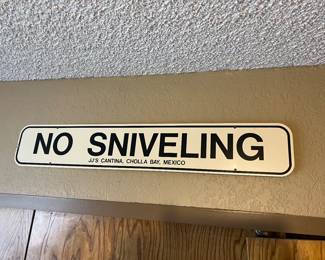 NO SNIVELING
JJ'S CANTINA, CHOLLA BAY, MEXICO